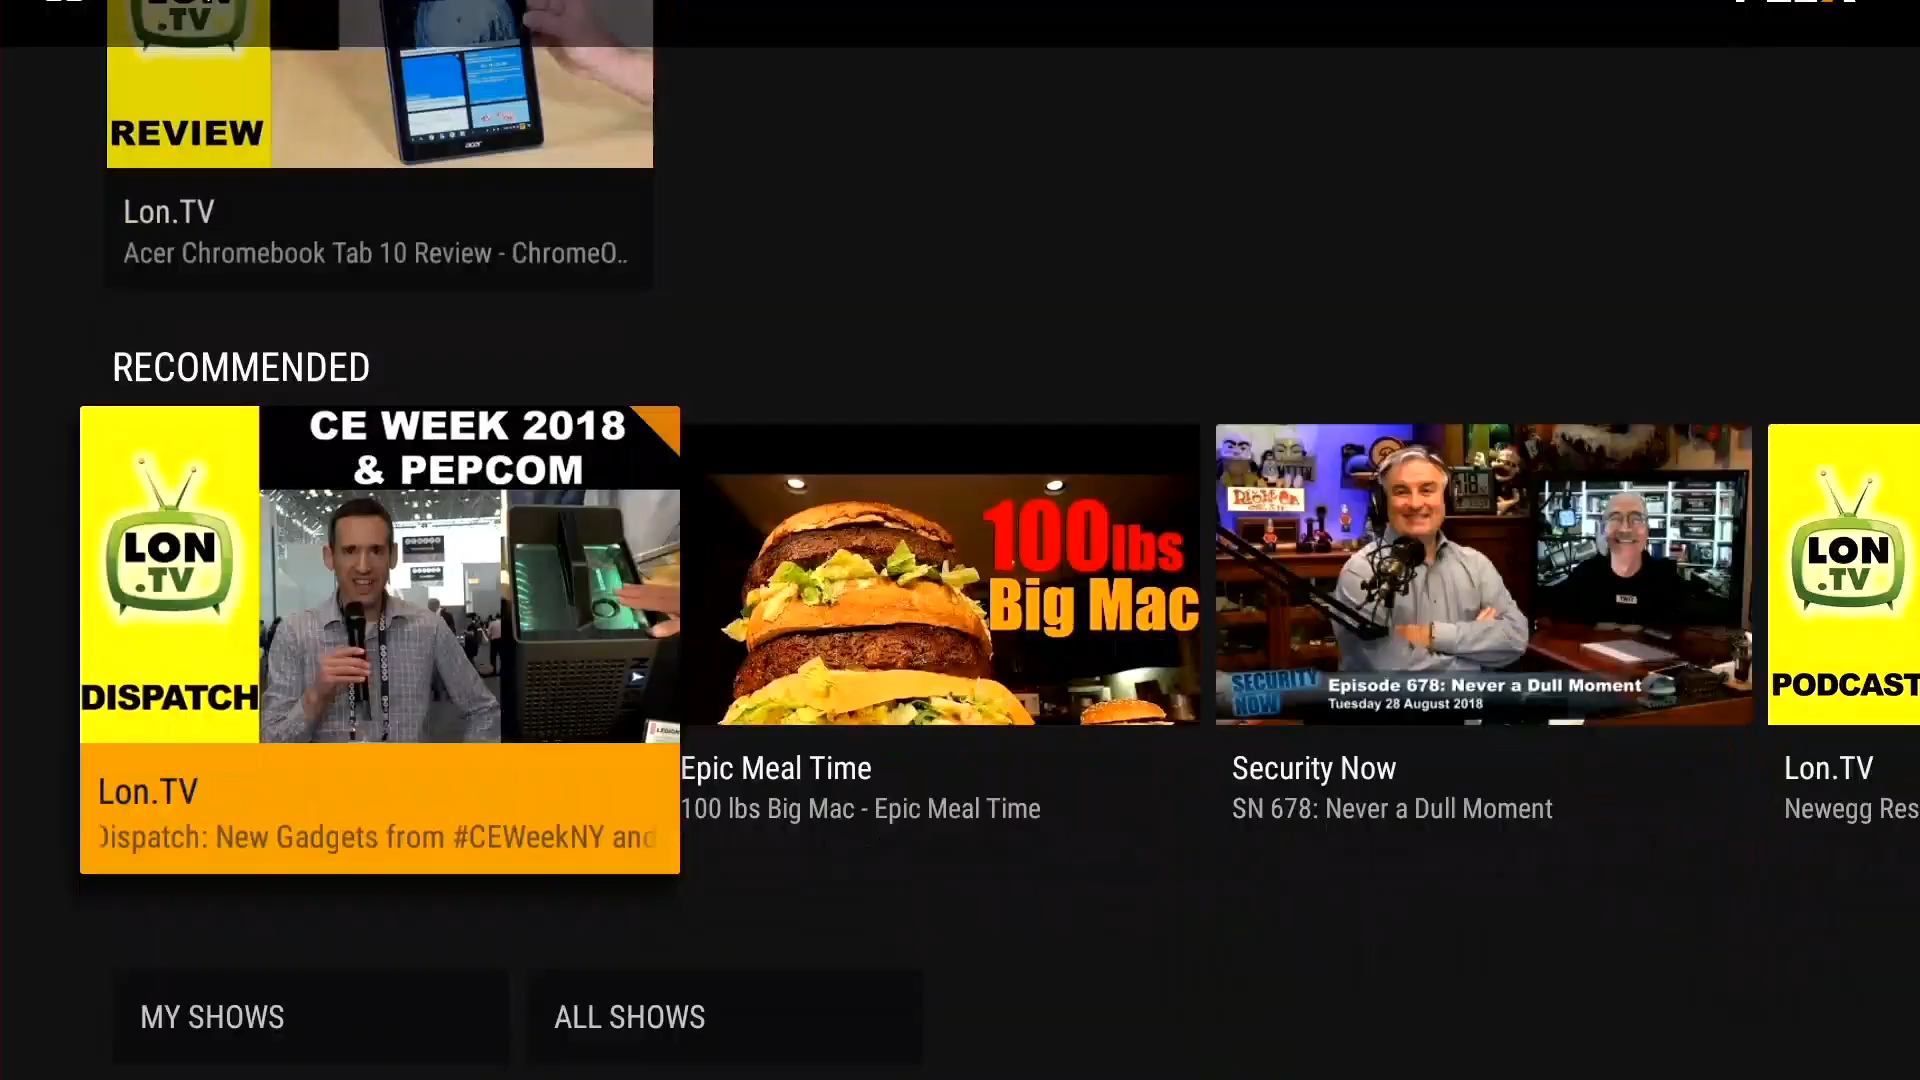 LON
.TV
REVIEW
acer
Lon.TV
Acer Chromebook Tab 10 Review - ChromeO..
RECOMMENDED
CE WEEK 2018
& PEPCOM
LON
.TV
DISPATCH
LEGION
Lon.TV
Dispatch: New Gadgets from #CEWeekNY and
100lbs
Big Mac
Epic Meal Time
100 lbs Big Mac - Epic Meal Time
SECURITY
NOW
Episode 678: Never a Dull Moment
Tuesday 28 August 2018
Security Now
SN 678: Never a Dull Moment
LON
.TV
PODCAST
Lon.TV
Newegg Res
MY SHOWS
ALL SHOWS